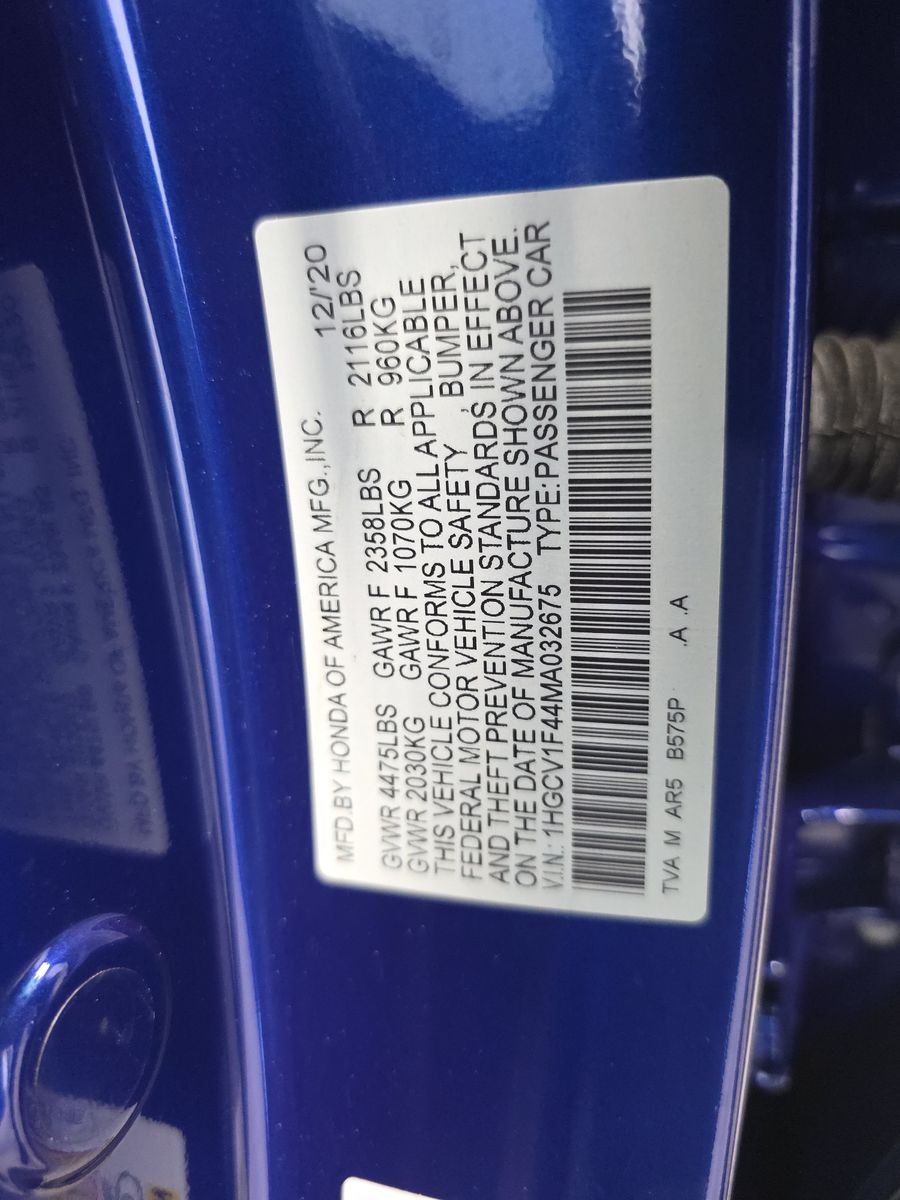 MFD.BY HONDA OF AMERICA MFG.,INC. 12/'20
GVWR 4475LBS GAWR F 2358LBS R 2116LBS
GVWR 2030KG GAWR F 1070KG R 960KG
THIS VEHICLE CONFORMS TO ALL APPLICABLE
FEDERAL MOTOR VEHICLE SAFETY, BUMPER,
AND THEFT PREVENTION STANDARDS IN EFFECT
ON THE DATE OF MANUFACTURE SHOWN ABOVE.
V.I.N.: 1HGCV1F44MA032675 TYPE:PASSENGER CAR
TVA M AR5 B575P .A .A